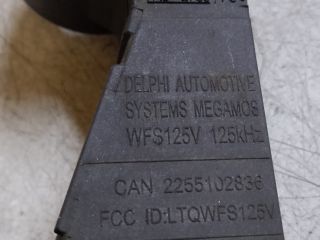 DELPHI AUTOMOTIVE
SYSTEMS MEGAMOS
WFS125V 125kHz
CAN 2255102836
FCC ID:LTQWFS125V